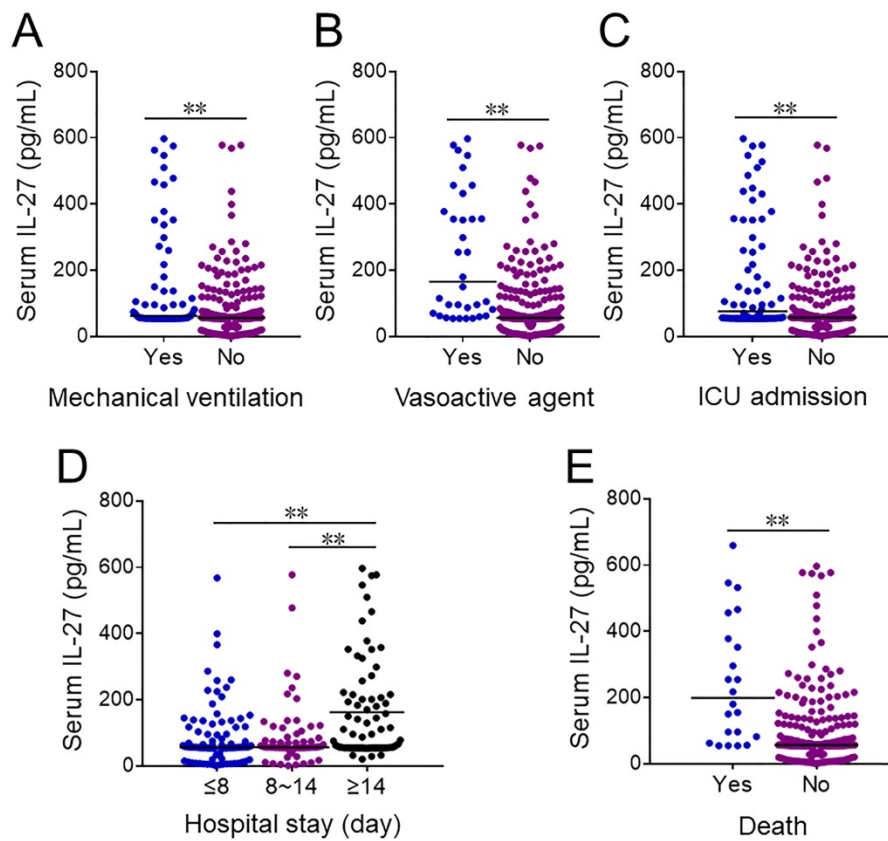 A
Serum IL-27 (pg/mL)
800
600
400
200
0
**
Yes No
Mechanical ventilation
B
Serum IL-27 (pg/mL)
800
600
400
200
0
**
Yes No
Vasoactive agent
C
Serum IL-27 (pg/mL)
800
600
400
200
0
**
Yes No
ICU admission
D
Serum IL-27 (pg/mL)
800
600
400
200
0
**
**
≤8 8~14 ≥14
Hospital stay (day)
E
Serum IL-27 (pg/mL)
800
600
400
200
0
**
Yes No
Death